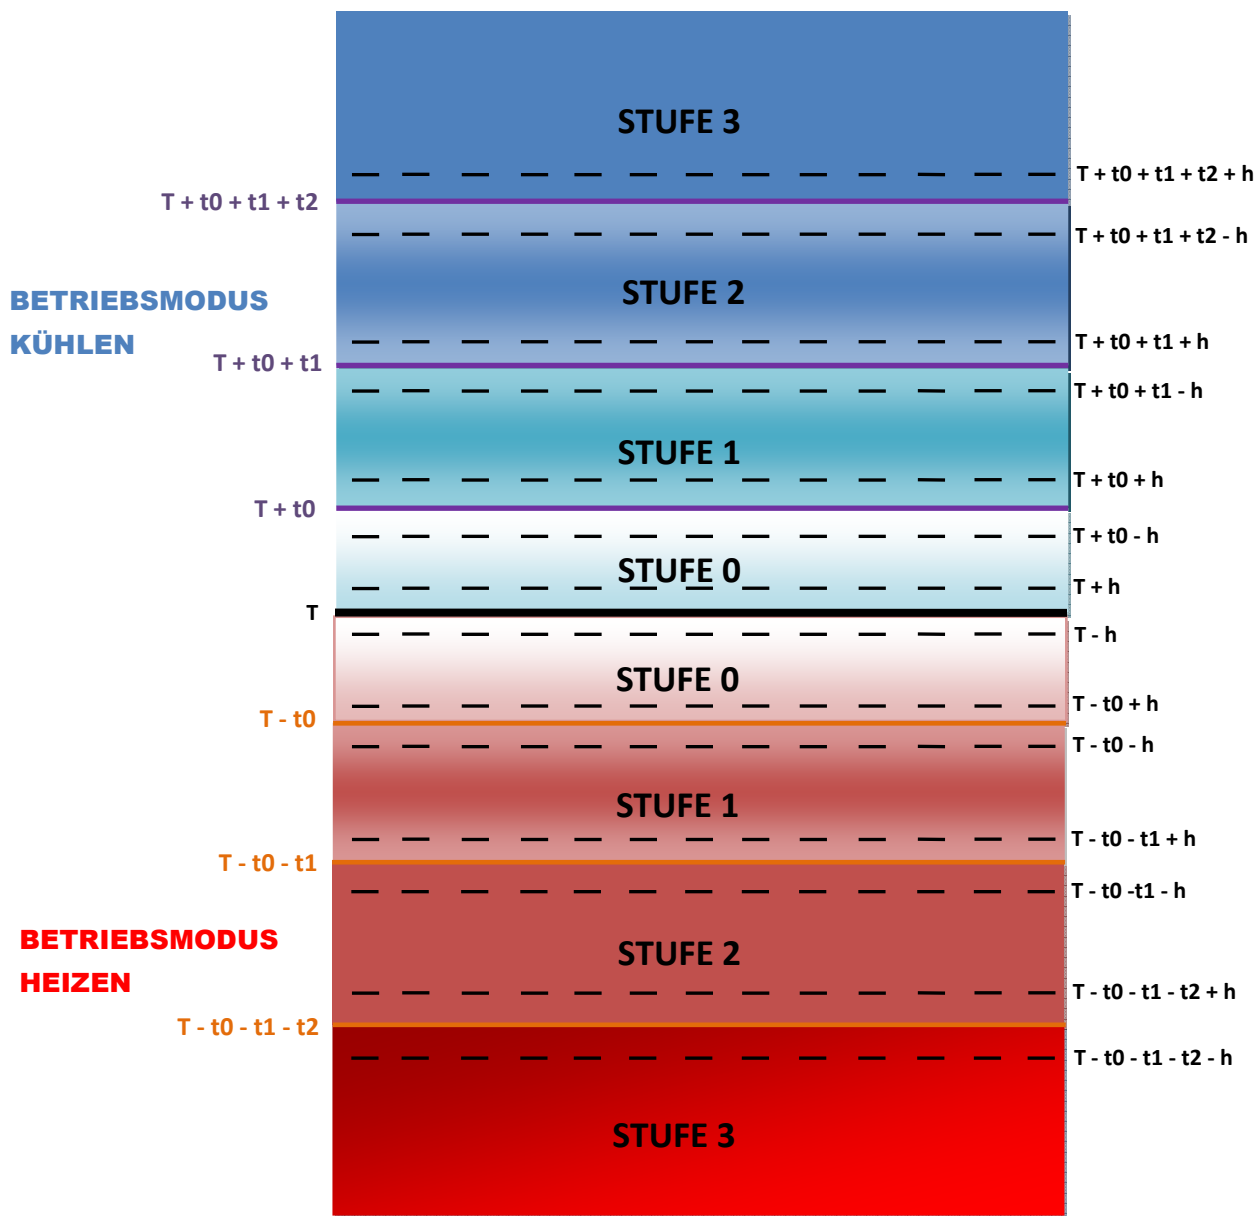 STUFE 3
T + t0 + t1 + t2 + h
T + t0 + t1 + t2
T + t0 + t1 + t2 - h
BETRIEBSMODUS
KÜHLEN
STUFE 2
T + t0 + t1 + h
T + t0 + t1
T + t0 + t1 - h
STUFE 1
T + t0 + h
T + t0
T + t0 - h
STUFE 0
T + h
T
T - h
STUFE 0
T - t0 + h
T - t0
T - t0 - h
STUFE 1
T - t0 - t1 + h
T - t0 - t1
T - t0 -t1 - h
BETRIEBSMODUS
HEIZEN
STUFE 2
T - t0 - t1 - t2 + h
T - t0 - t1 - t2
T - t0 - t1 - t2 - h
STUFE 3